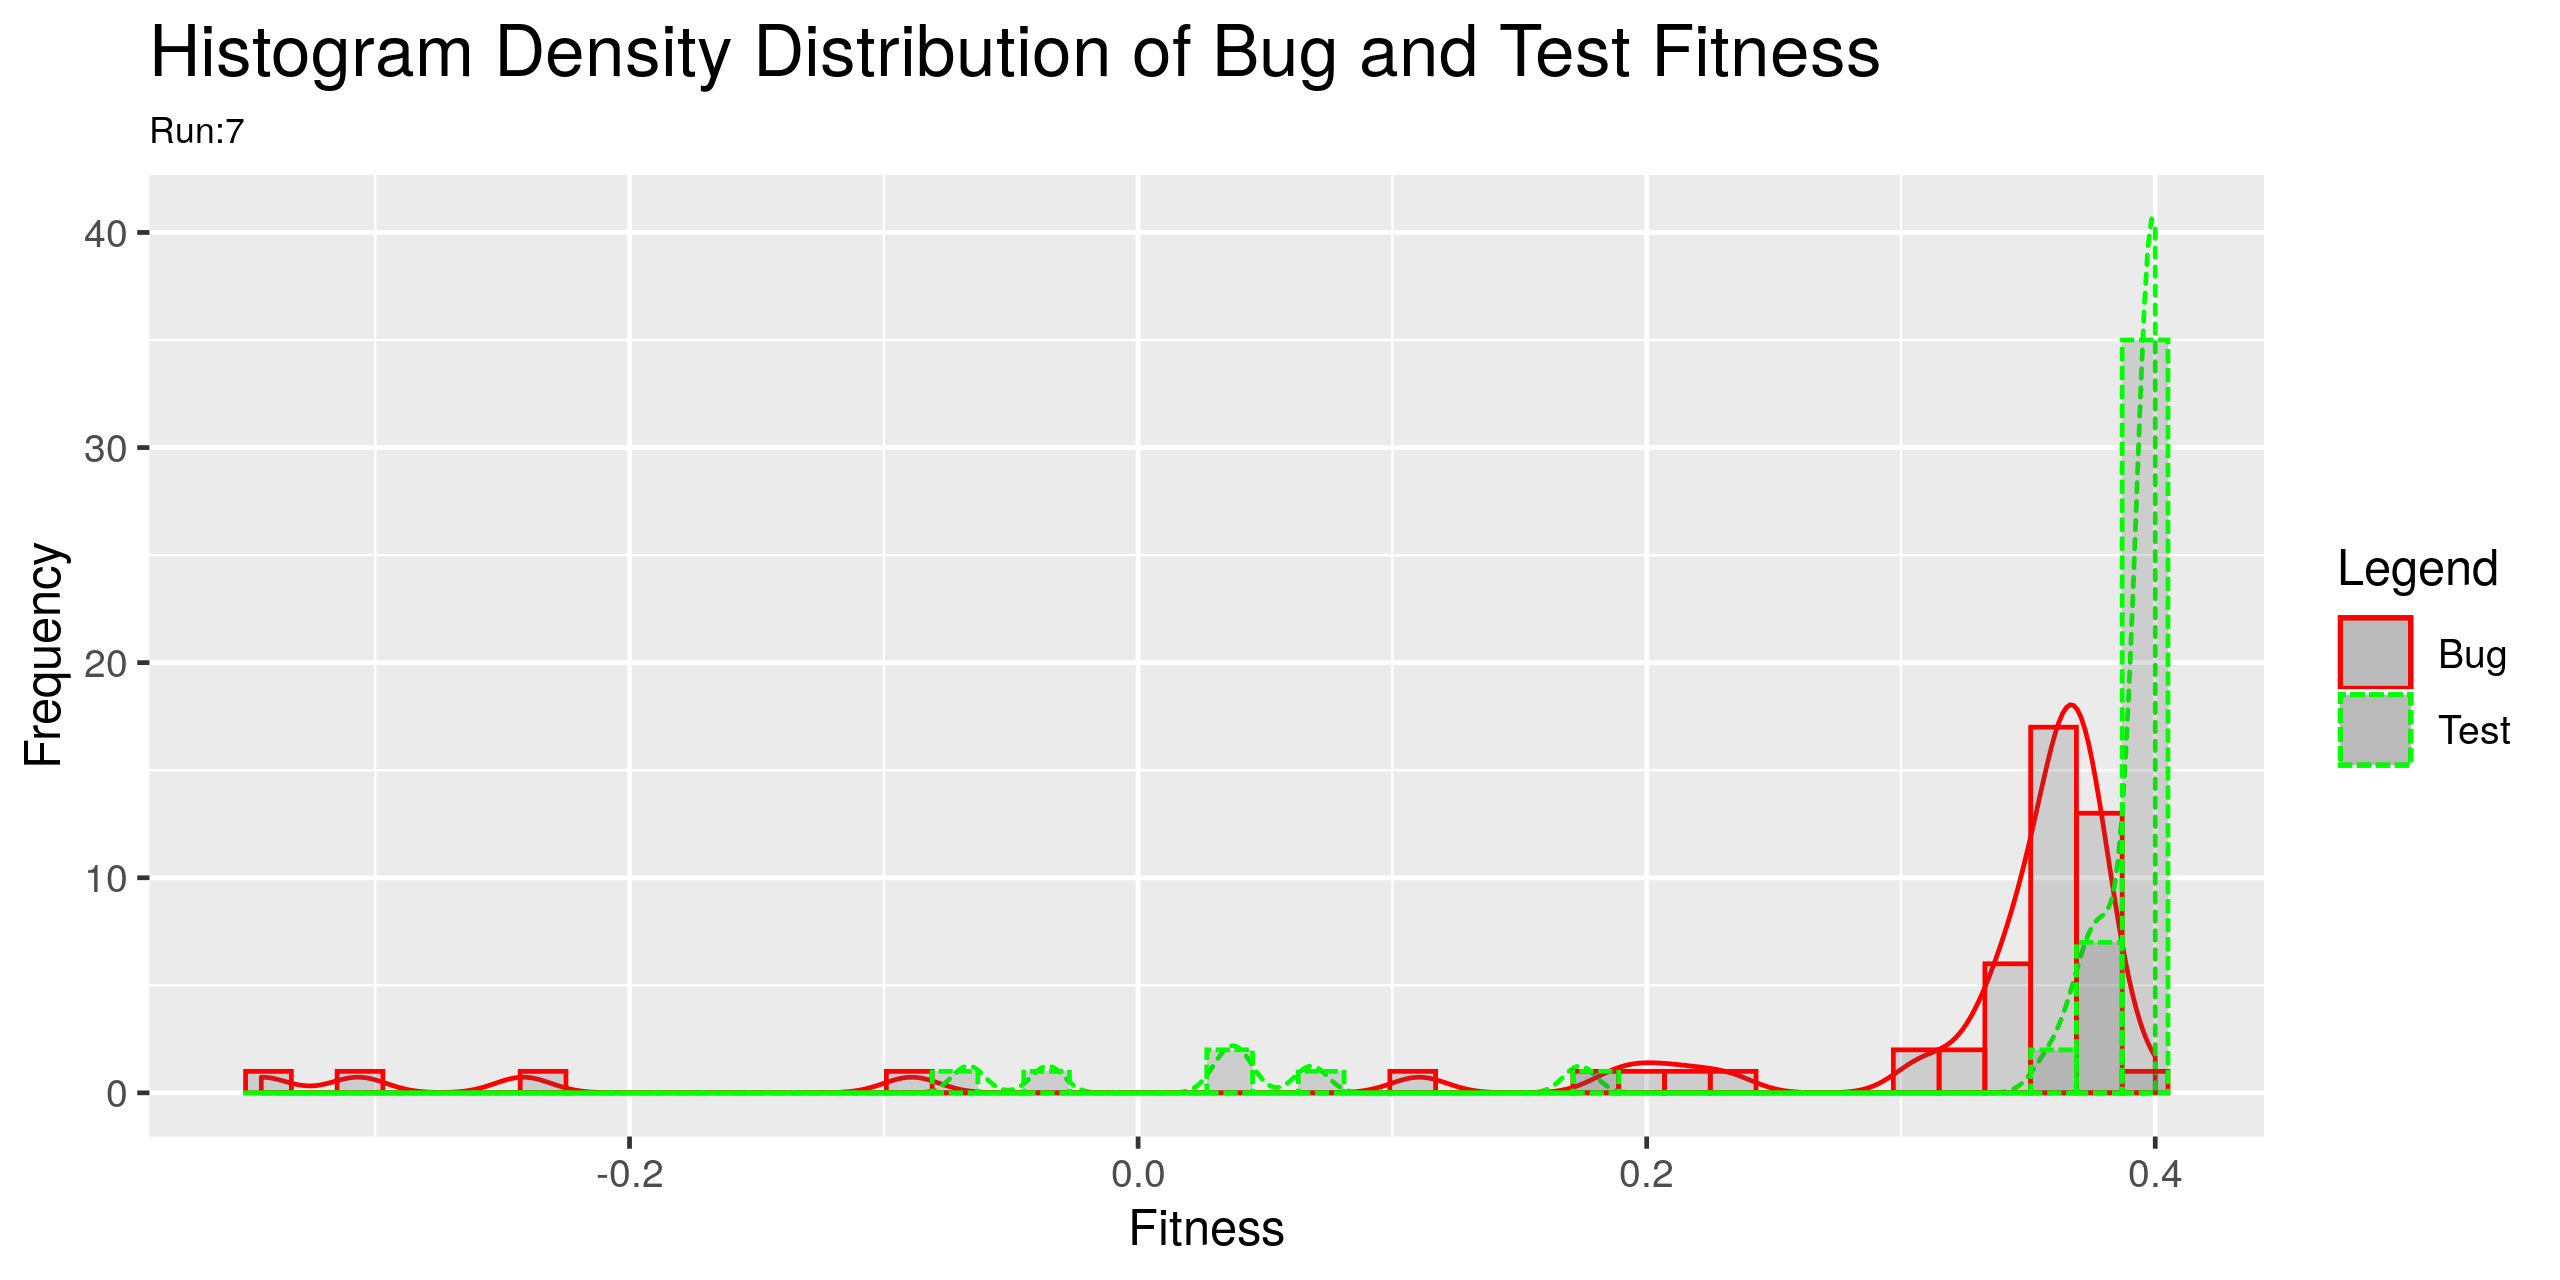 Histogram Density Distribution of Bug and Test Fitness
Run:7
Frequency
40
30
20
10
0
-0.2
0.0
0.2
0.4
Fitness
Legend
Bug
Test